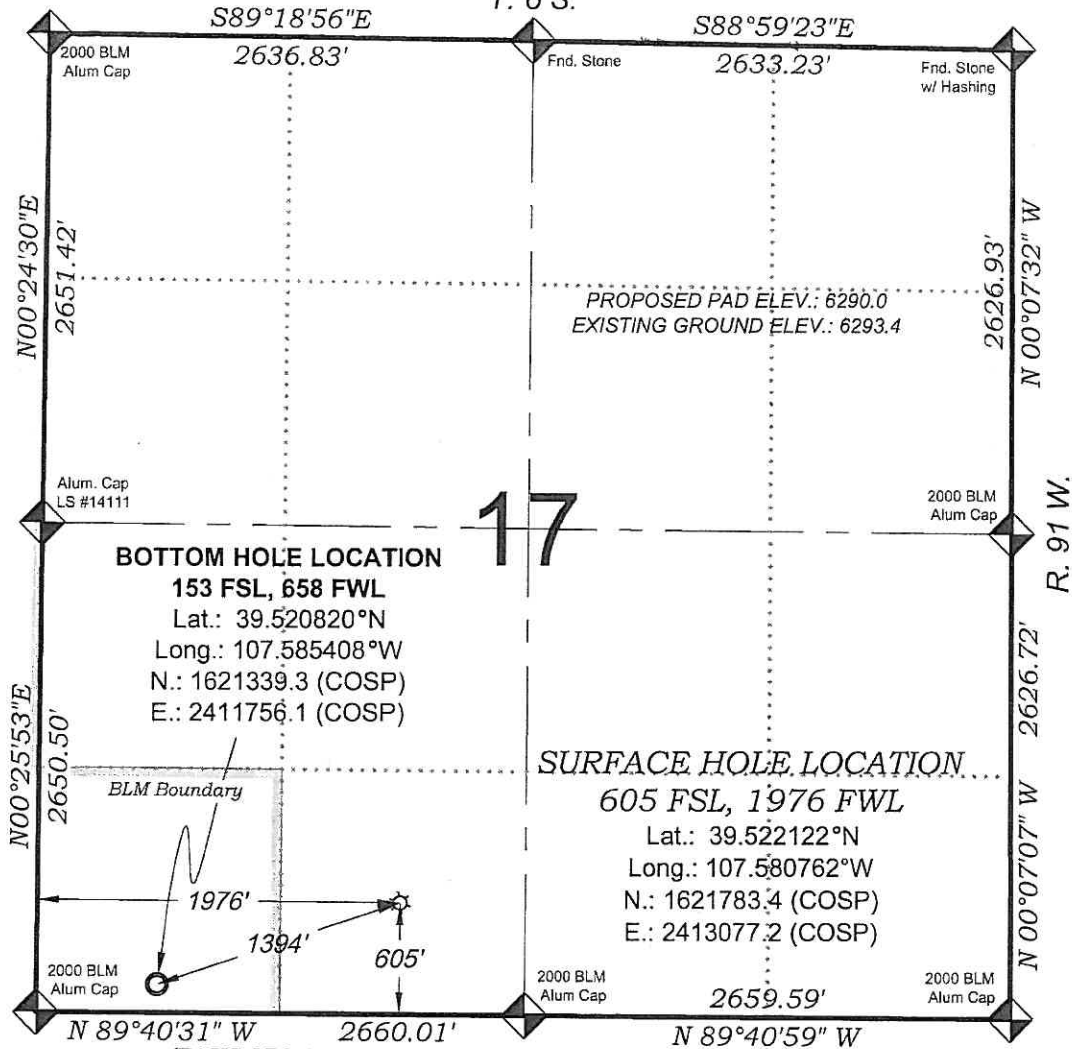 T. 6 S.
S89°18'56"E
2636.83'
S88°59'23"E
2633.23'
2000 BLM
Alum Cap
Fnd. Stone
Fnd. Stone
w/ Hashing
N00°24'30"E
2651.42'
2626.93'
N 00°07'32" W
PROPOSED PAD ELEV.: 6290.0
EXISTING GROUND ELEV.: 6293.4
Alum. Cap
LS #14111
17
2000 BLM
Alum Cap
R. 91 W.
BOTTOM HOLE LOCATION
153 FSL, 658 FWL
Lat.: 39.520820°N
Long.: 107.585408°W
N.: 1621339.3 (COSP)
E.: 2411756.1 (COSP)
N00°25'53"E
2650.50'
2626.72'
N 00°07'07" W
BLM Boundary
SURFACE HOLE LOCATION
605 FSL, 1976 FWL
Lat.: 39.522122°N
Long.: 107.580762°W
N.: 1621783.4 (COSP)
E.: 2413077.2 (COSP)
1976'
1394'
605'
2000 BLM
Alum Cap
2000 BLM
Alum Cap
2000 BLM
Alum Cap
N 89°40'31" W
2660.01'
2659.59'
N 89°40'59" W